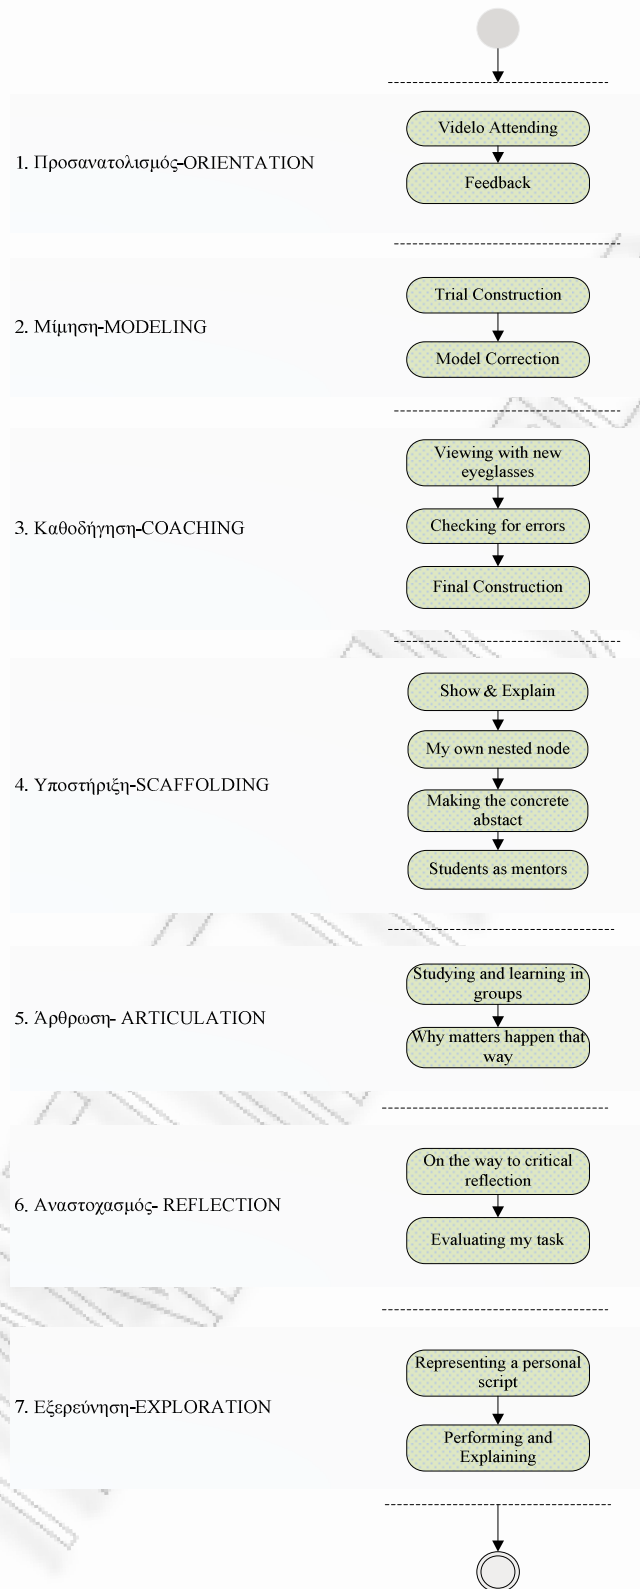 Videlo Attending
1. Προσανατολισμός-ORIENTATION
Feedback
Trial Construction
2. Μίμηση-MODELING
Model Correction
Viewing with new
eyeglasses
3. Καθοδήγηση-COACHING
Checking for errors
Final Construction
Show & Explain
My own nested node
4. Υποστήριξη-SCAFFOLDING
Making the concrete
abstact
Students as mentors
Studying and learning in
groups
5. Άρθρωση- ARTICULATION
Why matters happen that
way
On the way to critical
reflection
6. Αναστοχασμός- REFLECTION
Evaluating my task
Representing a personal
script
7. Εξερεύνηση-EXPLORATION
Performing and
Explaining